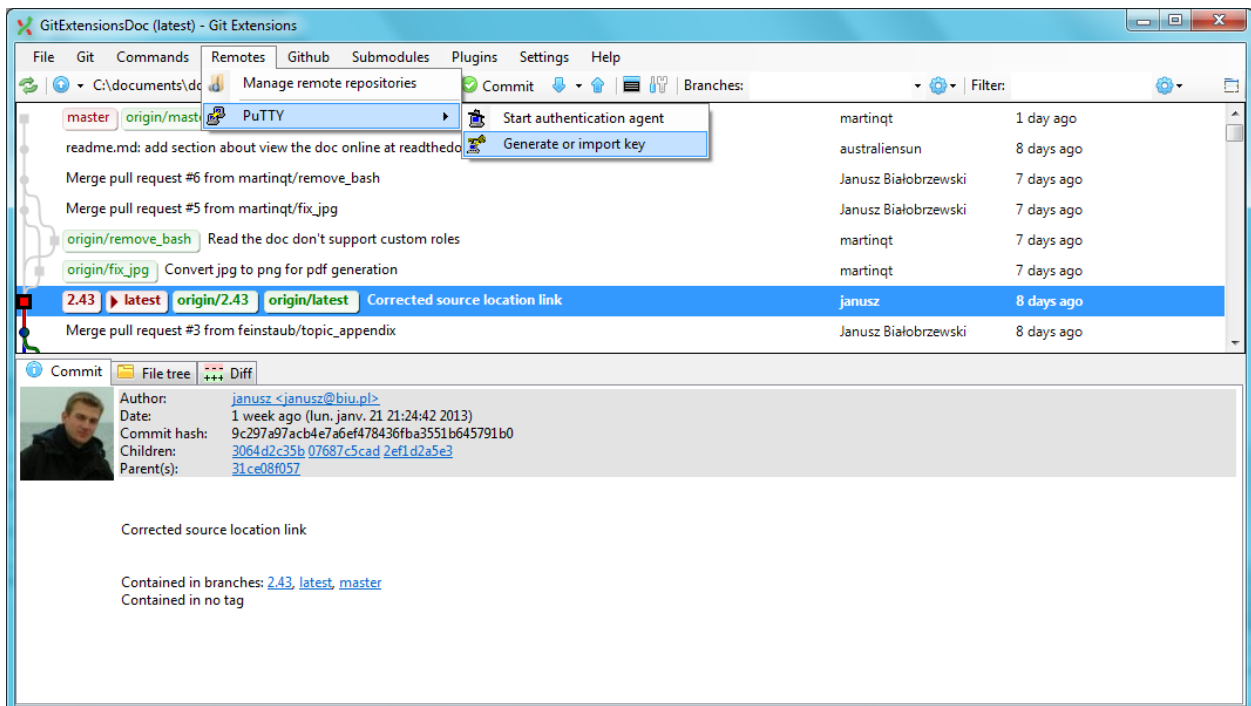 GitExtensionsDoc (latest) - Git Extensions
File Git Commands Remotes Github Submodules Plugins Settings Help
C:\documents\do Manage remote repositories Commit Branches: Filter:
master origin/mast PuTTY Start authentication agent martinqt 1 day ago
readme.md: add section about view the doc online at readthedo Generate or import key australiensun 8 days ago
Merge pull request #6 from martinqt/remove_bash Janusz Białobrzewski 7 days ago
Merge pull request #5 from martinqt/fix_jpg Janusz Białobrzewski 7 days ago
origin/remove_bash Read the doc don't support custom roles martinqt 7 days ago
origin/fix_jpg Convert jpg to png for pdf generation martinqt 7 days ago
2.43 latest origin/2.43 origin/latest Corrected source location link janusz 8 days ago
Merge pull request #3 from feinstaub/topic_appendix Janusz Białobrzewski 8 days ago
Commit File tree Diff
Author: janusz <janusz@biu.pl>
Date: 1 week ago (lun. janv. 21 21:24:42 2013)
Commit hash: 9c297a97acb4e7a6ef478436fba3551b645791b0
Children: 3064d2c35b 07687c5cad 2ef1d2a5e3
Parent(s): 31ce08f057
Corrected source location link
Contained in branches: 2.43, latest, master
Contained in no tag